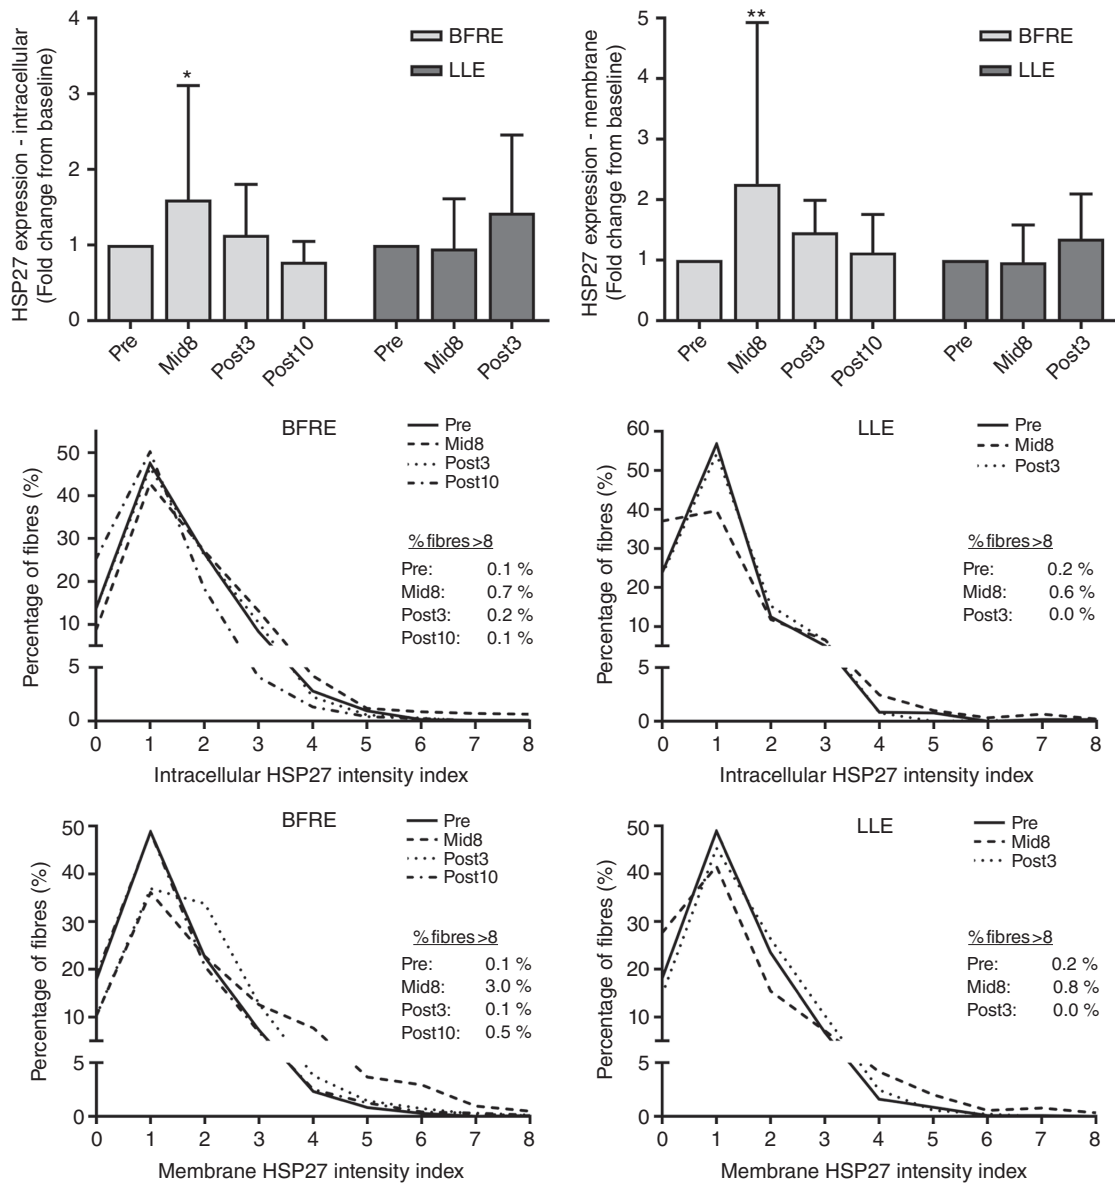 HSP27 expression - intracellular
(Fold change from baseline)
4
3
2
1
0
*
BFRE
LLE
Pre
Mid8
Post3
Post10
Pre
Mid8
Post3
HSP27 expression - membrane
(Fold change from baseline)
5
4
3
2
1
0
**
BFRE
LLE
Pre
Mid8
Post3
Post10
Pre
Mid8
Post3
BFRE
Percentage of fibres (%)
50
40
30
20
10
5
0
Pre
Mid8
Post3
Post10
% fibres>8
Pre: 0.1 %
Mid8: 0.7 %
Post3: 0.2 %
Post10: 0.1 %
0 1 2 3 4 5 6 7 8
Intracellular HSP27 intensity index
LLE
Percentage of fibres (%)
60
50
40
30
20
10
5
0
Pre
Mid8
Post3
% fibres>8
Pre: 0.2 %
Mid8: 0.6 %
Post3: 0.0 %
0 1 2 3 4 5 6 7 8
Intracellular HSP27 intensity index
BFRE
Percentage of fibres (%)
50
40
30
20
10
5
0
Pre
Mid8
Post3
Post10
% fibres>8
Pre: 0.1 %
Mid8: 3.0 %
Post3: 0.1 %
Post10: 0.5 %
0 1 2 3 4 5 6 7 8
Membrane HSP27 intensity index
LLE
Percentage of fibres (%)
50
40
30
20
10
5
0
Pre
Mid8
Post3
% fibres>8
Pre: 0.2 %
Mid8: 0.8 %
Post3: 0.0 %
0 1 2 3 4 5 6 7 8
Membrane HSP27 intensity index